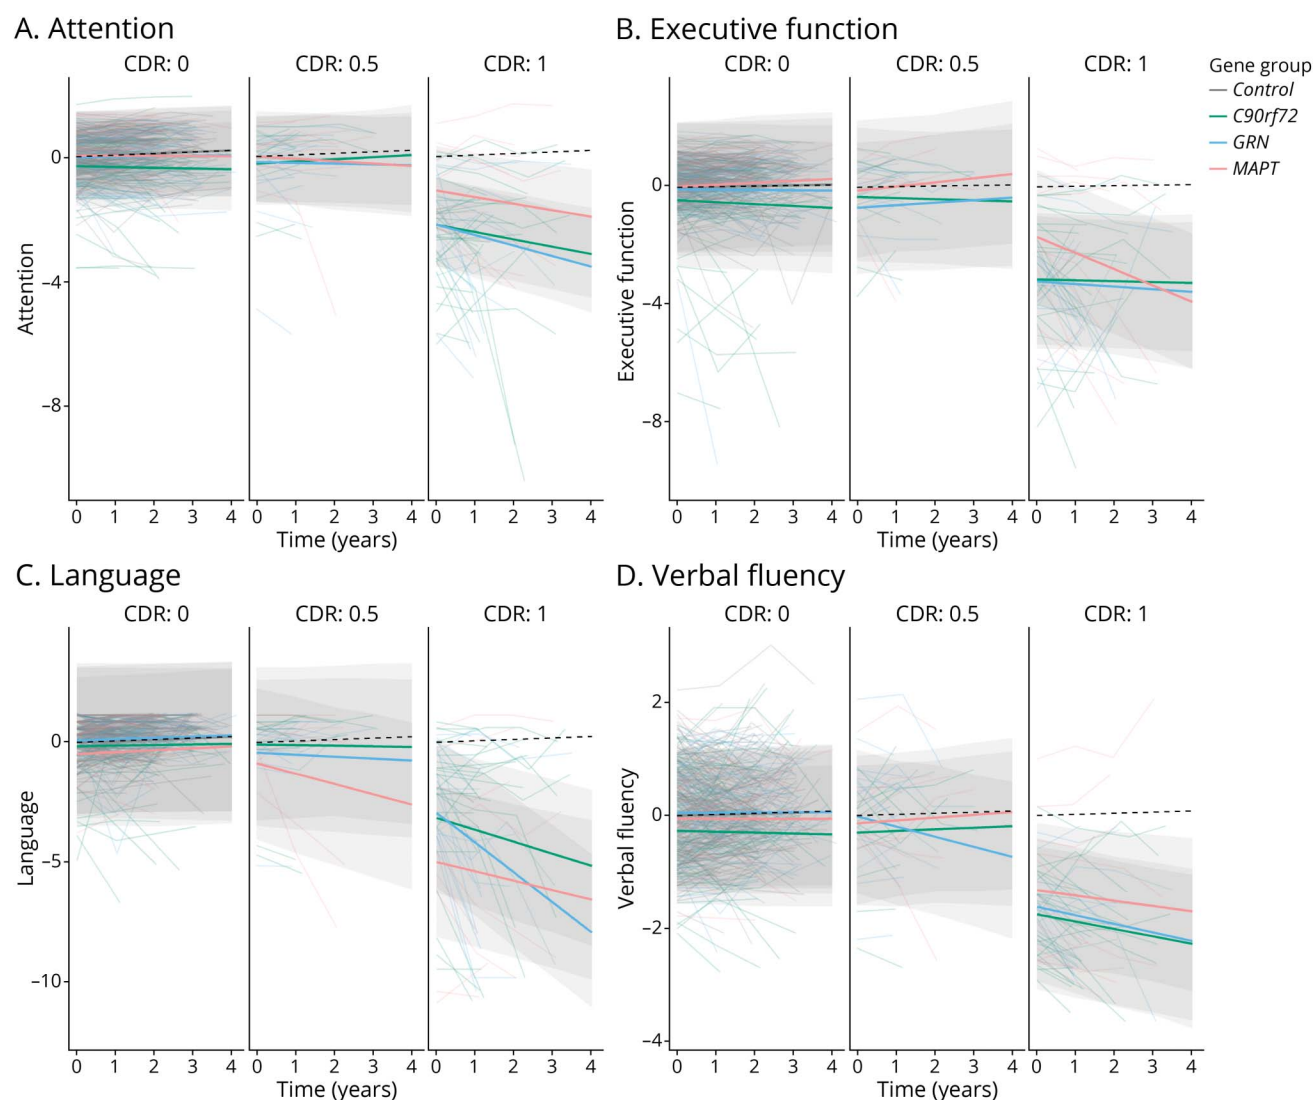 A. Attention
B. Executive function
CDR: 0
CDR: 0.5
CDR: 1
CDR: 0
CDR: 0.5
CDR: 1
Gene group
Control
C90rf72
GRN
MAPT
Attention
0
−4
−8
Executive function
0
−4
−8
0 1 2 3 4 0 1 2 3 4 0 1 2 3 4
Time (years)
0 1 2 3 4 0 1 2 3 4 0 1 2 3 4
Time (years)
C. Language
D. Verbal fluency
CDR: 0
CDR: 0.5
CDR: 1
CDR: 0
CDR: 0.5
CDR: 1
Language
0
−5
−10
Verbal fluency
2
0
−2
−4
0 1 2 3 4 0 1 2 3 4 0 1 2 3 4
Time (years)
0 1 2 3 4 0 1 2 3 4 0 1 2 3 4
Time (years)